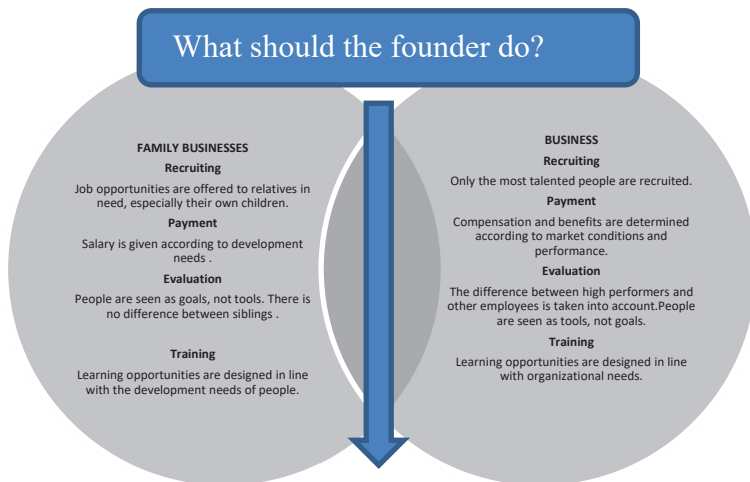 What should the founder do?
FAMILY BUSINESSES
Recruiting
Job opportunities are offered to relatives in
need, especially their own children.
Payment
Salary is given according to development
needs .
Evaluation
People are seen as goals, not tools. There is
no difference between siblings .
Training
Learning opportunities are designed in line
with the development needs of people.
BUSINESS
Recruiting
Only the most talented people are recruited.
Payment
Compensation and benefits are determined
according to market conditions and
performance.
Evaluation
The difference between high performers and
other employees is taken into account.People
are seen as tools, not goals.
Training
Learning opportunities are designed in line
with organizational needs.